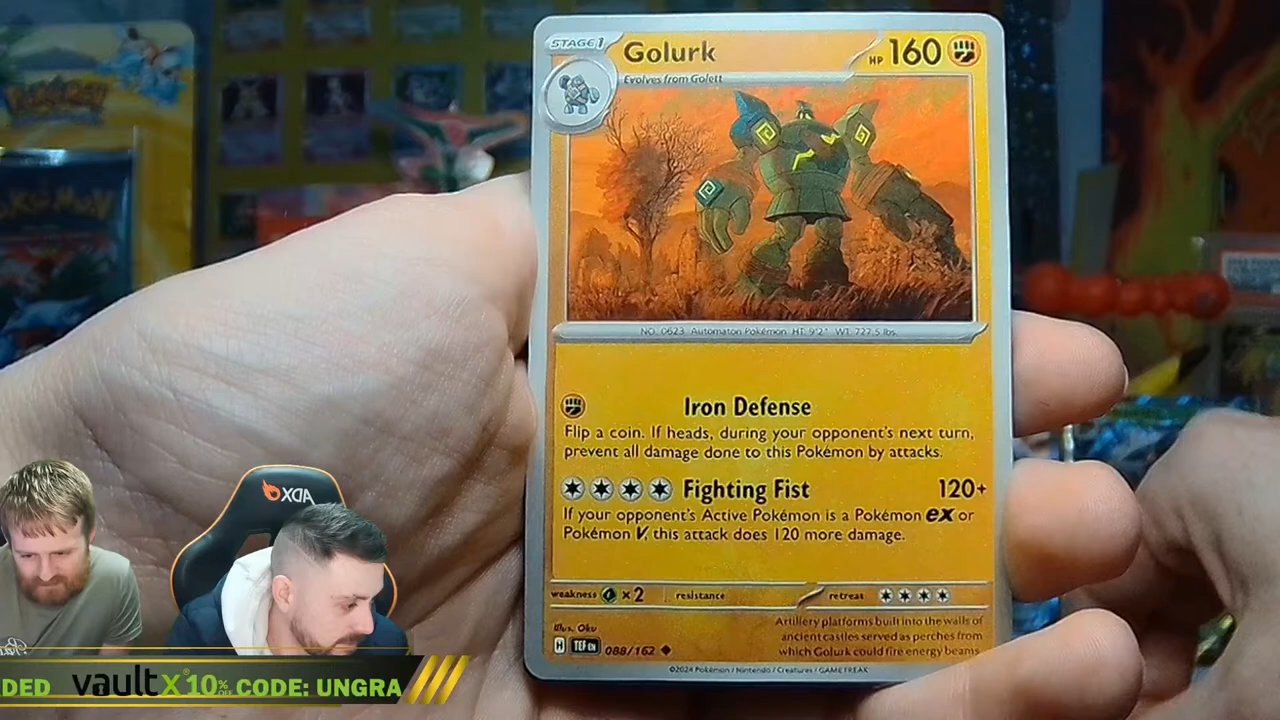 STAGE 1
Golurk
HP 160
Evolves from Golett
NO. 0623 Automaton Pokémon HT: 9'2" WT: 727.5 lbs.
Iron Defense
Flip a coin. If heads, during your opponent's next turn,
prevent all damage done to this Pokémon by attacks.
Fighting Fist 120+
If your opponent's Active Pokémon is a Pokémon ex or
Pokémon V, this attack does 120 more damage.
weakness ×2 resistance retreat
Illus. Oku
Artillery platforms built into the walls of
ancient castles served as perches from
which Golurk could fire energy beams.
H TEF EN 088/162
©2024 Pokémon / Nintendo / Creatures / GAME FREAK
POKéMON
ADX
DED vault X 10% OFF CODE: UNGRA